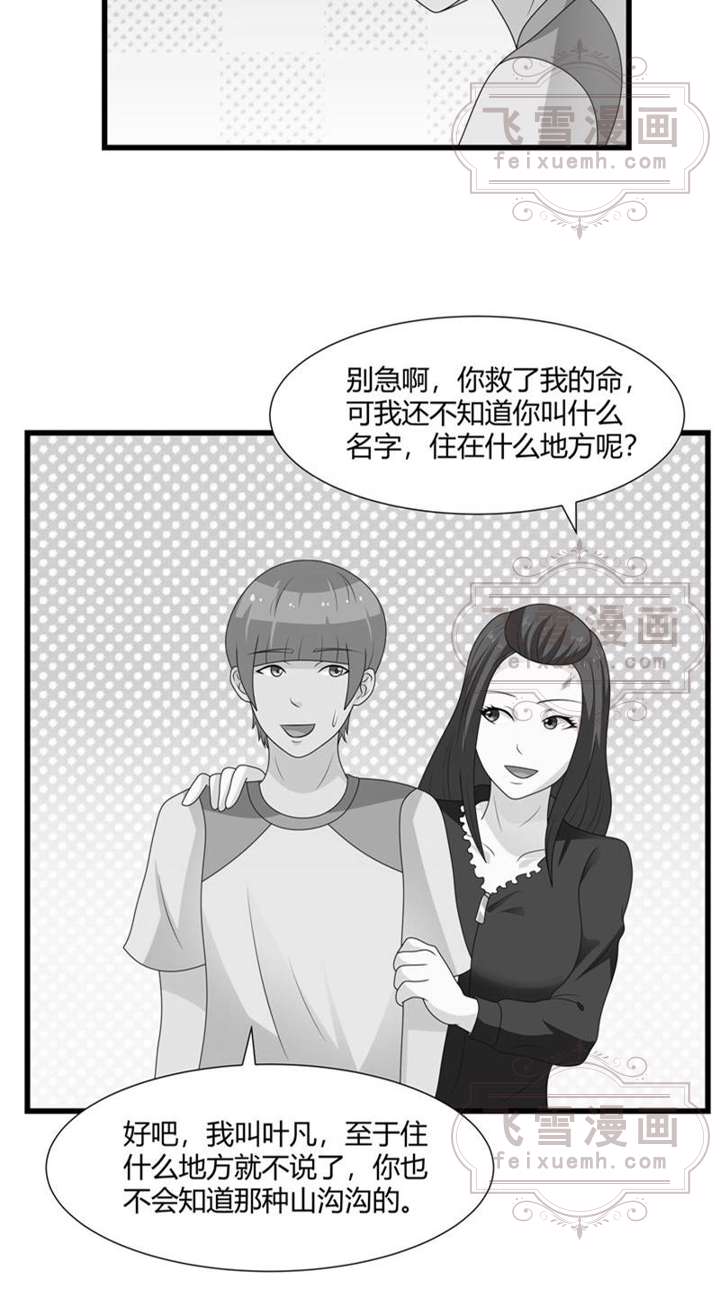 飞雪漫画
feixuemh.com
别急啊，你救了我的命，
可我还不知道你叫什么
名字，住在什么地方呢？
飞雪漫画
feixuemh.com
好吧，我叫叶凡，至于住
什么地方就不说了，你也
不会知道那种山沟沟的。
飞雪漫画
feixuemh.com